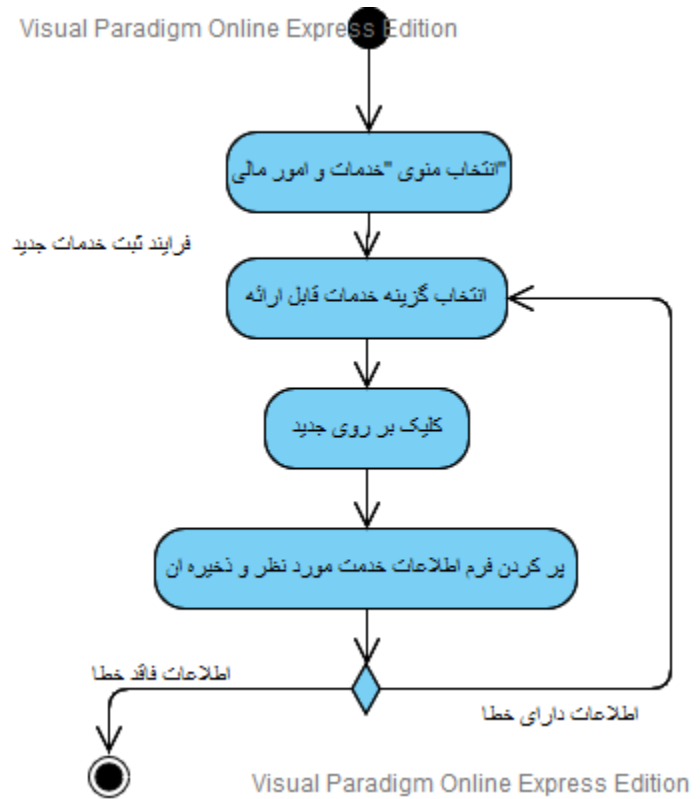 Visual Paradigm Online Express Edition
انتخاب منوی "خدمات و امور مالی"
فرایند ثبت خدمات جدید
انتخاب گزینه خدمات قابل ارائه
کلیک بر روی جدید
پر کردن فرم اطلاعات خدمت مورد نظر و ذخیره ان
اطلاعات فاقد خطا
اطلاعات دارای خطا
Visual Paradigm Online Express Edition